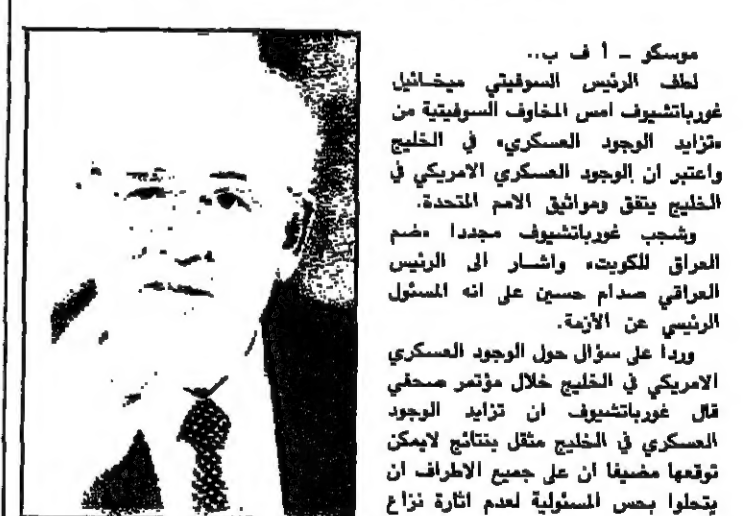 موسكو ــ أ ف ب..
لطف الرئيس السوفيتي ميخائيل
غورباتشيوف امس المخاوف السوفيتية من
«تزايد الوجود العسكري» في الخليج
واعتبر ان الوجود العسكري الامريكي في
الخليج يتفق ومواثيق الامم المتحدة.
وشجب غورباتشيوف مجددا «ضم
العراق للكويت» واشار الى الرئيس
العراقي صدام حسين على انه المسئول
الرئيسي عن الأزمة.
وردا على سؤال حول الوجود العسكري
الامريكي في الخليج خلال مؤتمر صحفي
قال غورباتشيوف ان تزايد الوجود
العسكري في الخليج مثقل بنتائج لايمكن
توقعها مضيفا ان على جميع الاطراف ان
يتحلوا بحس المسئولية لعدم اثارة نزاع